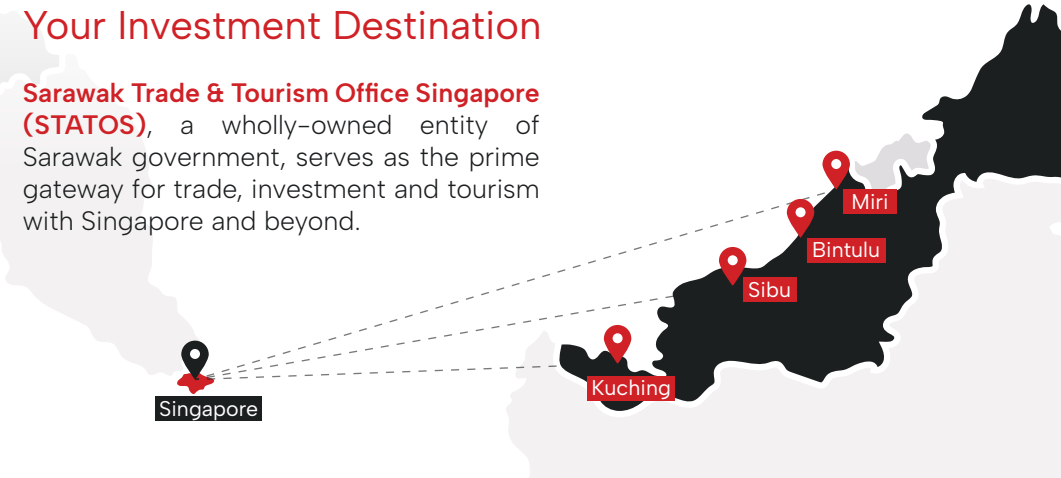 Your Investment Destination
Sarawak Trade & Tourism Office Singapore
(STATOS), a wholly-owned entity of
Sarawak government, serves as the prime
gateway for trade, investment and tourism
with Singapore and beyond.
Miri
Bintulu
Sibu
Kuching
Singapore